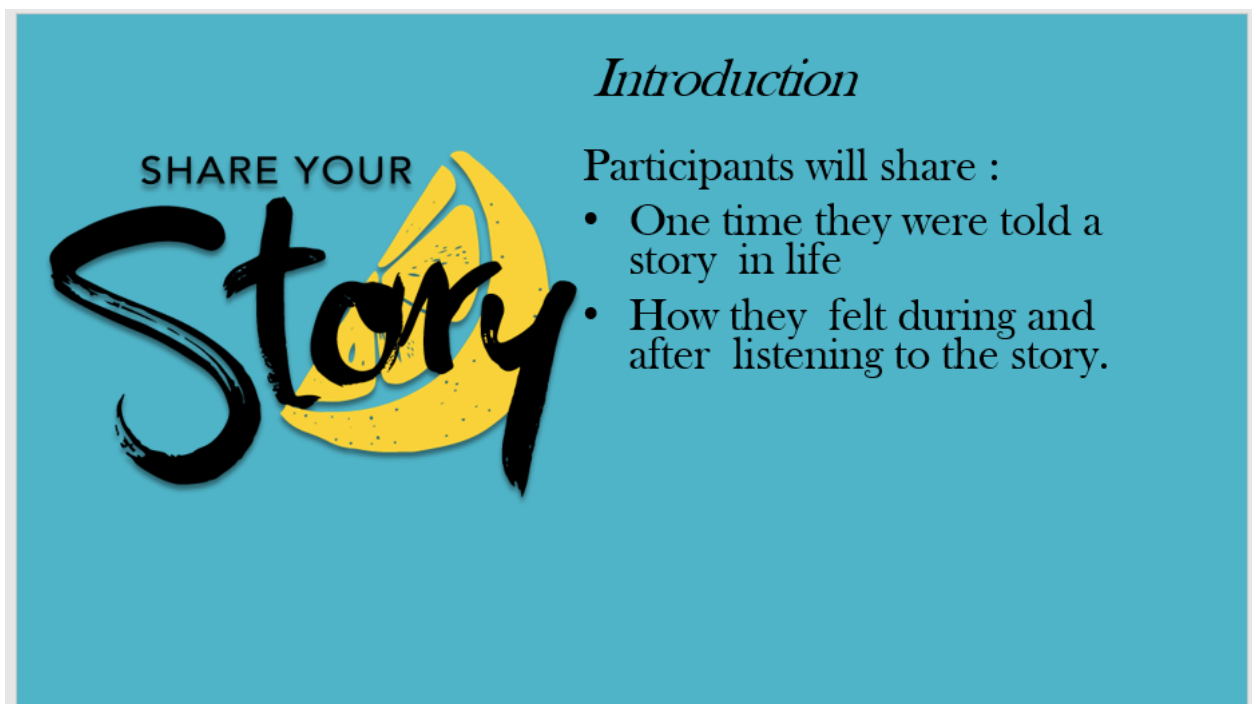 Introduction
SHARE YOUR
Story
Participants will share :
• One time they were told a
story  in life
• How they  felt during and
after  listening to the story.